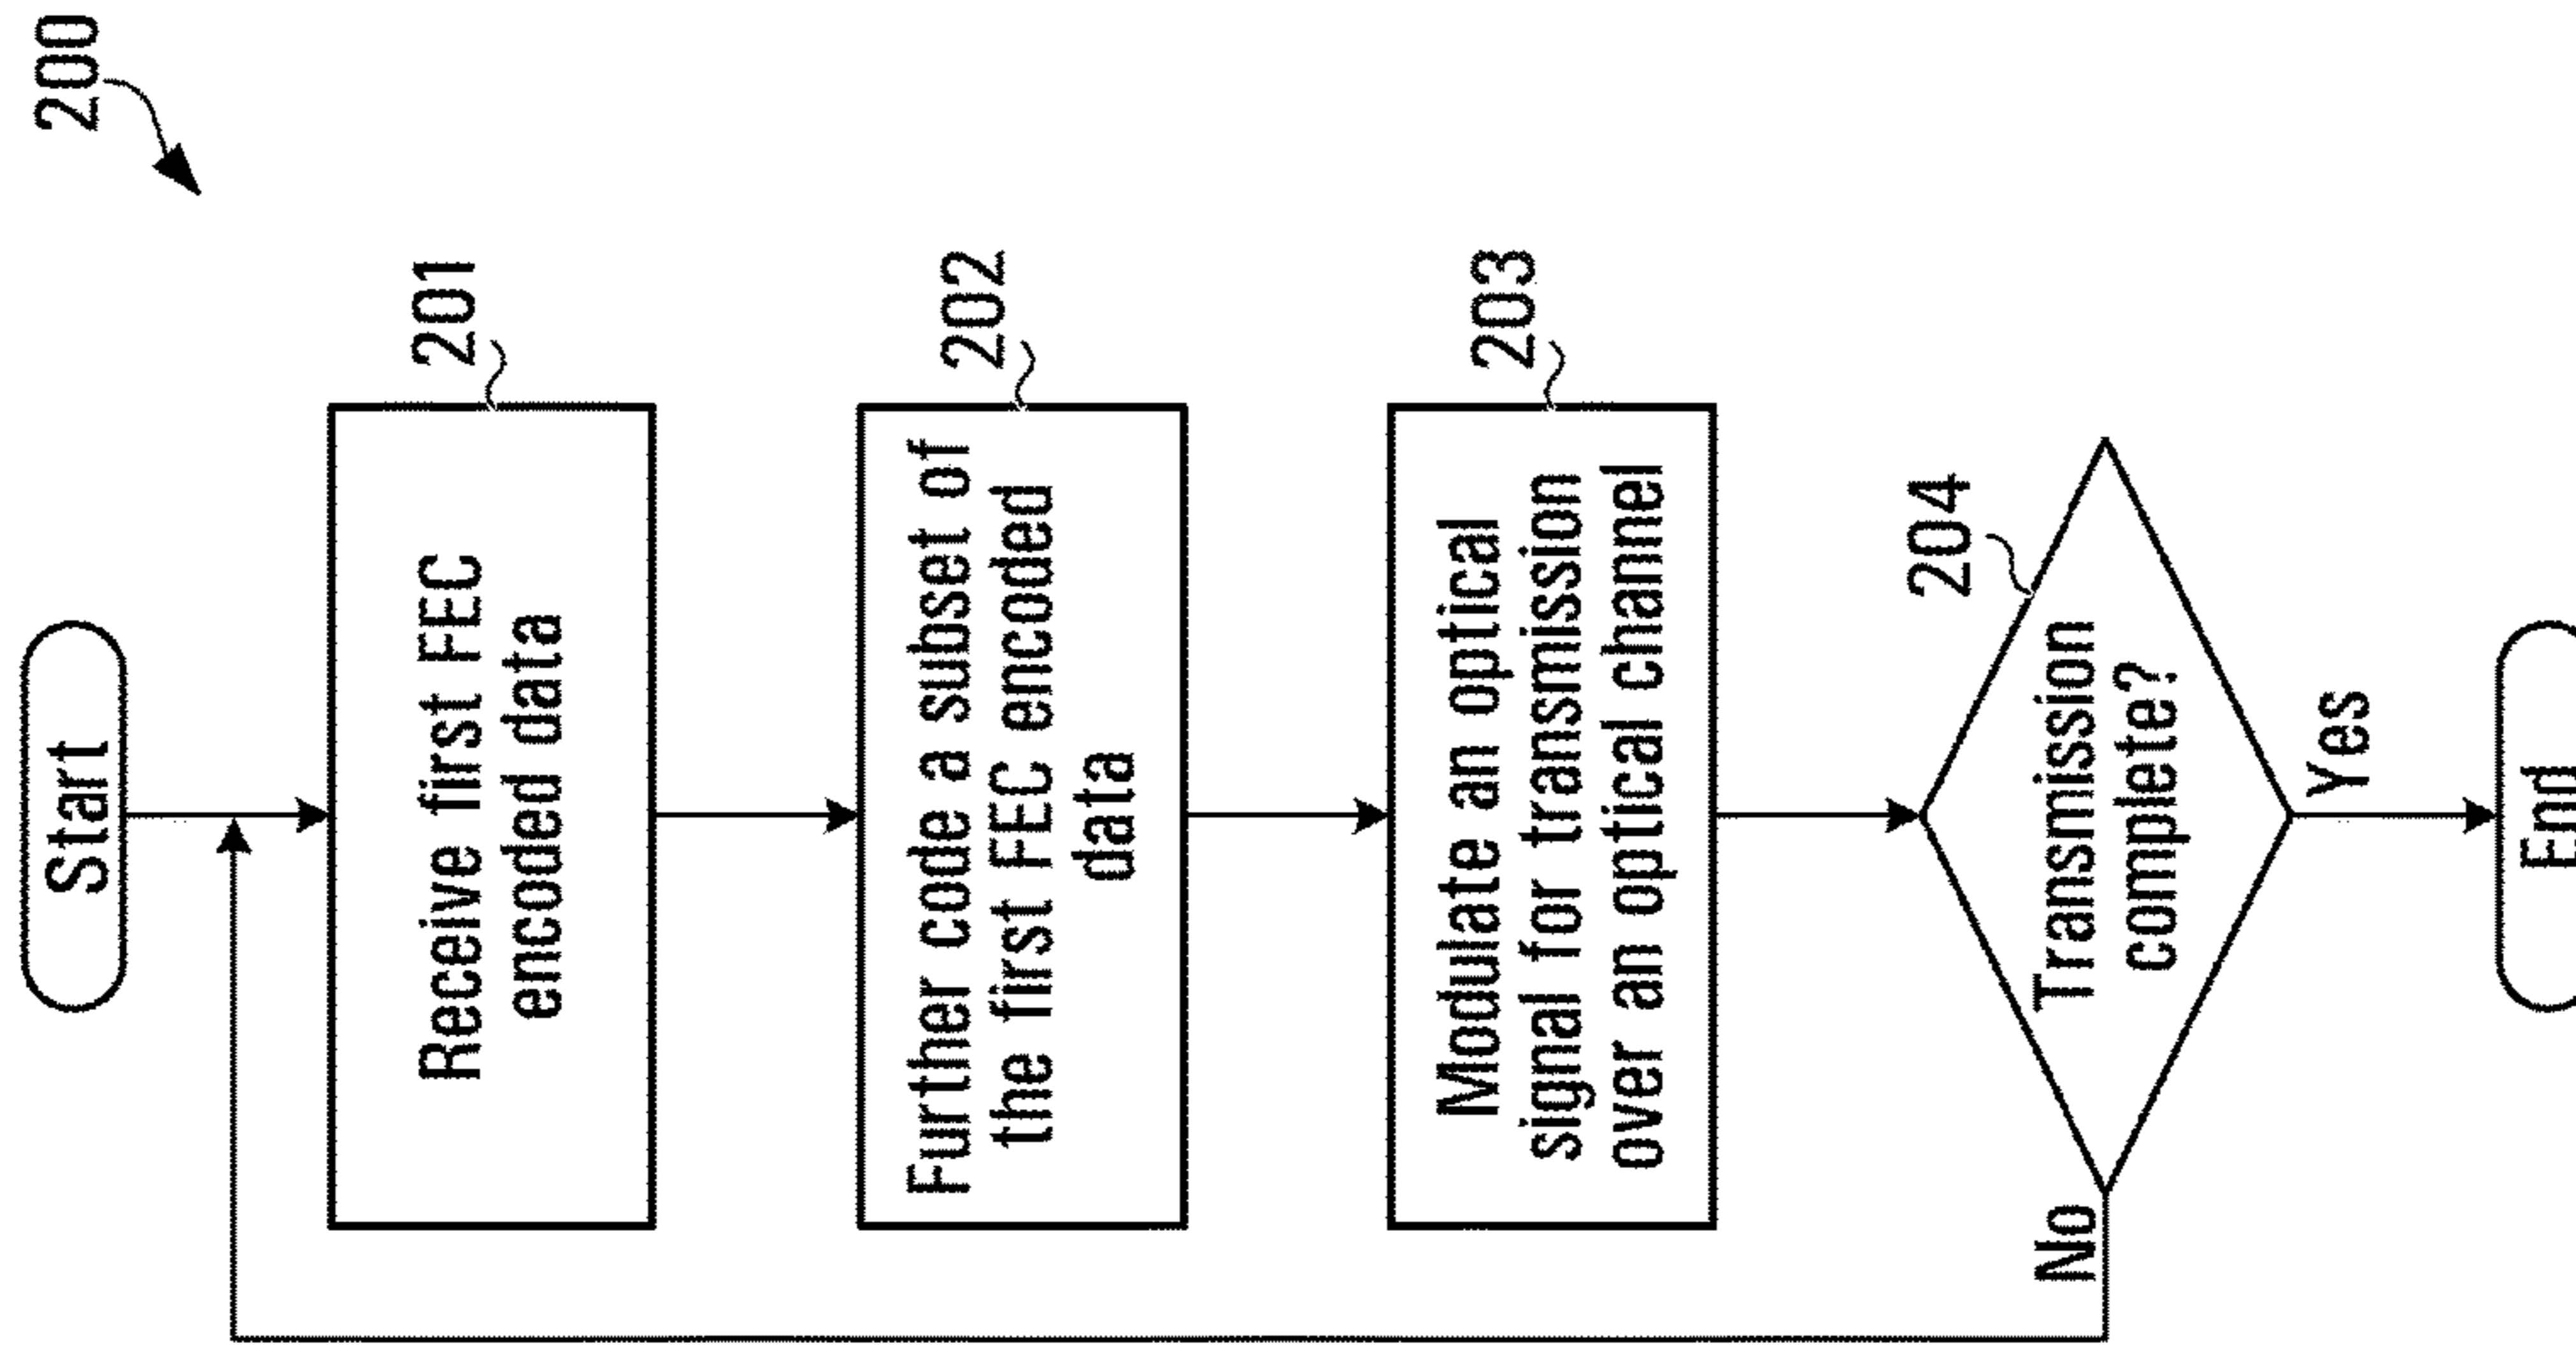 200
Start
201
Receive first FEC
encoded data
202
Further code a subset of
the first FEC encoded
data
203
Modulate an optical
signal for transmission
over an optical channel
204
Transmission
complete?
No
Yes
End